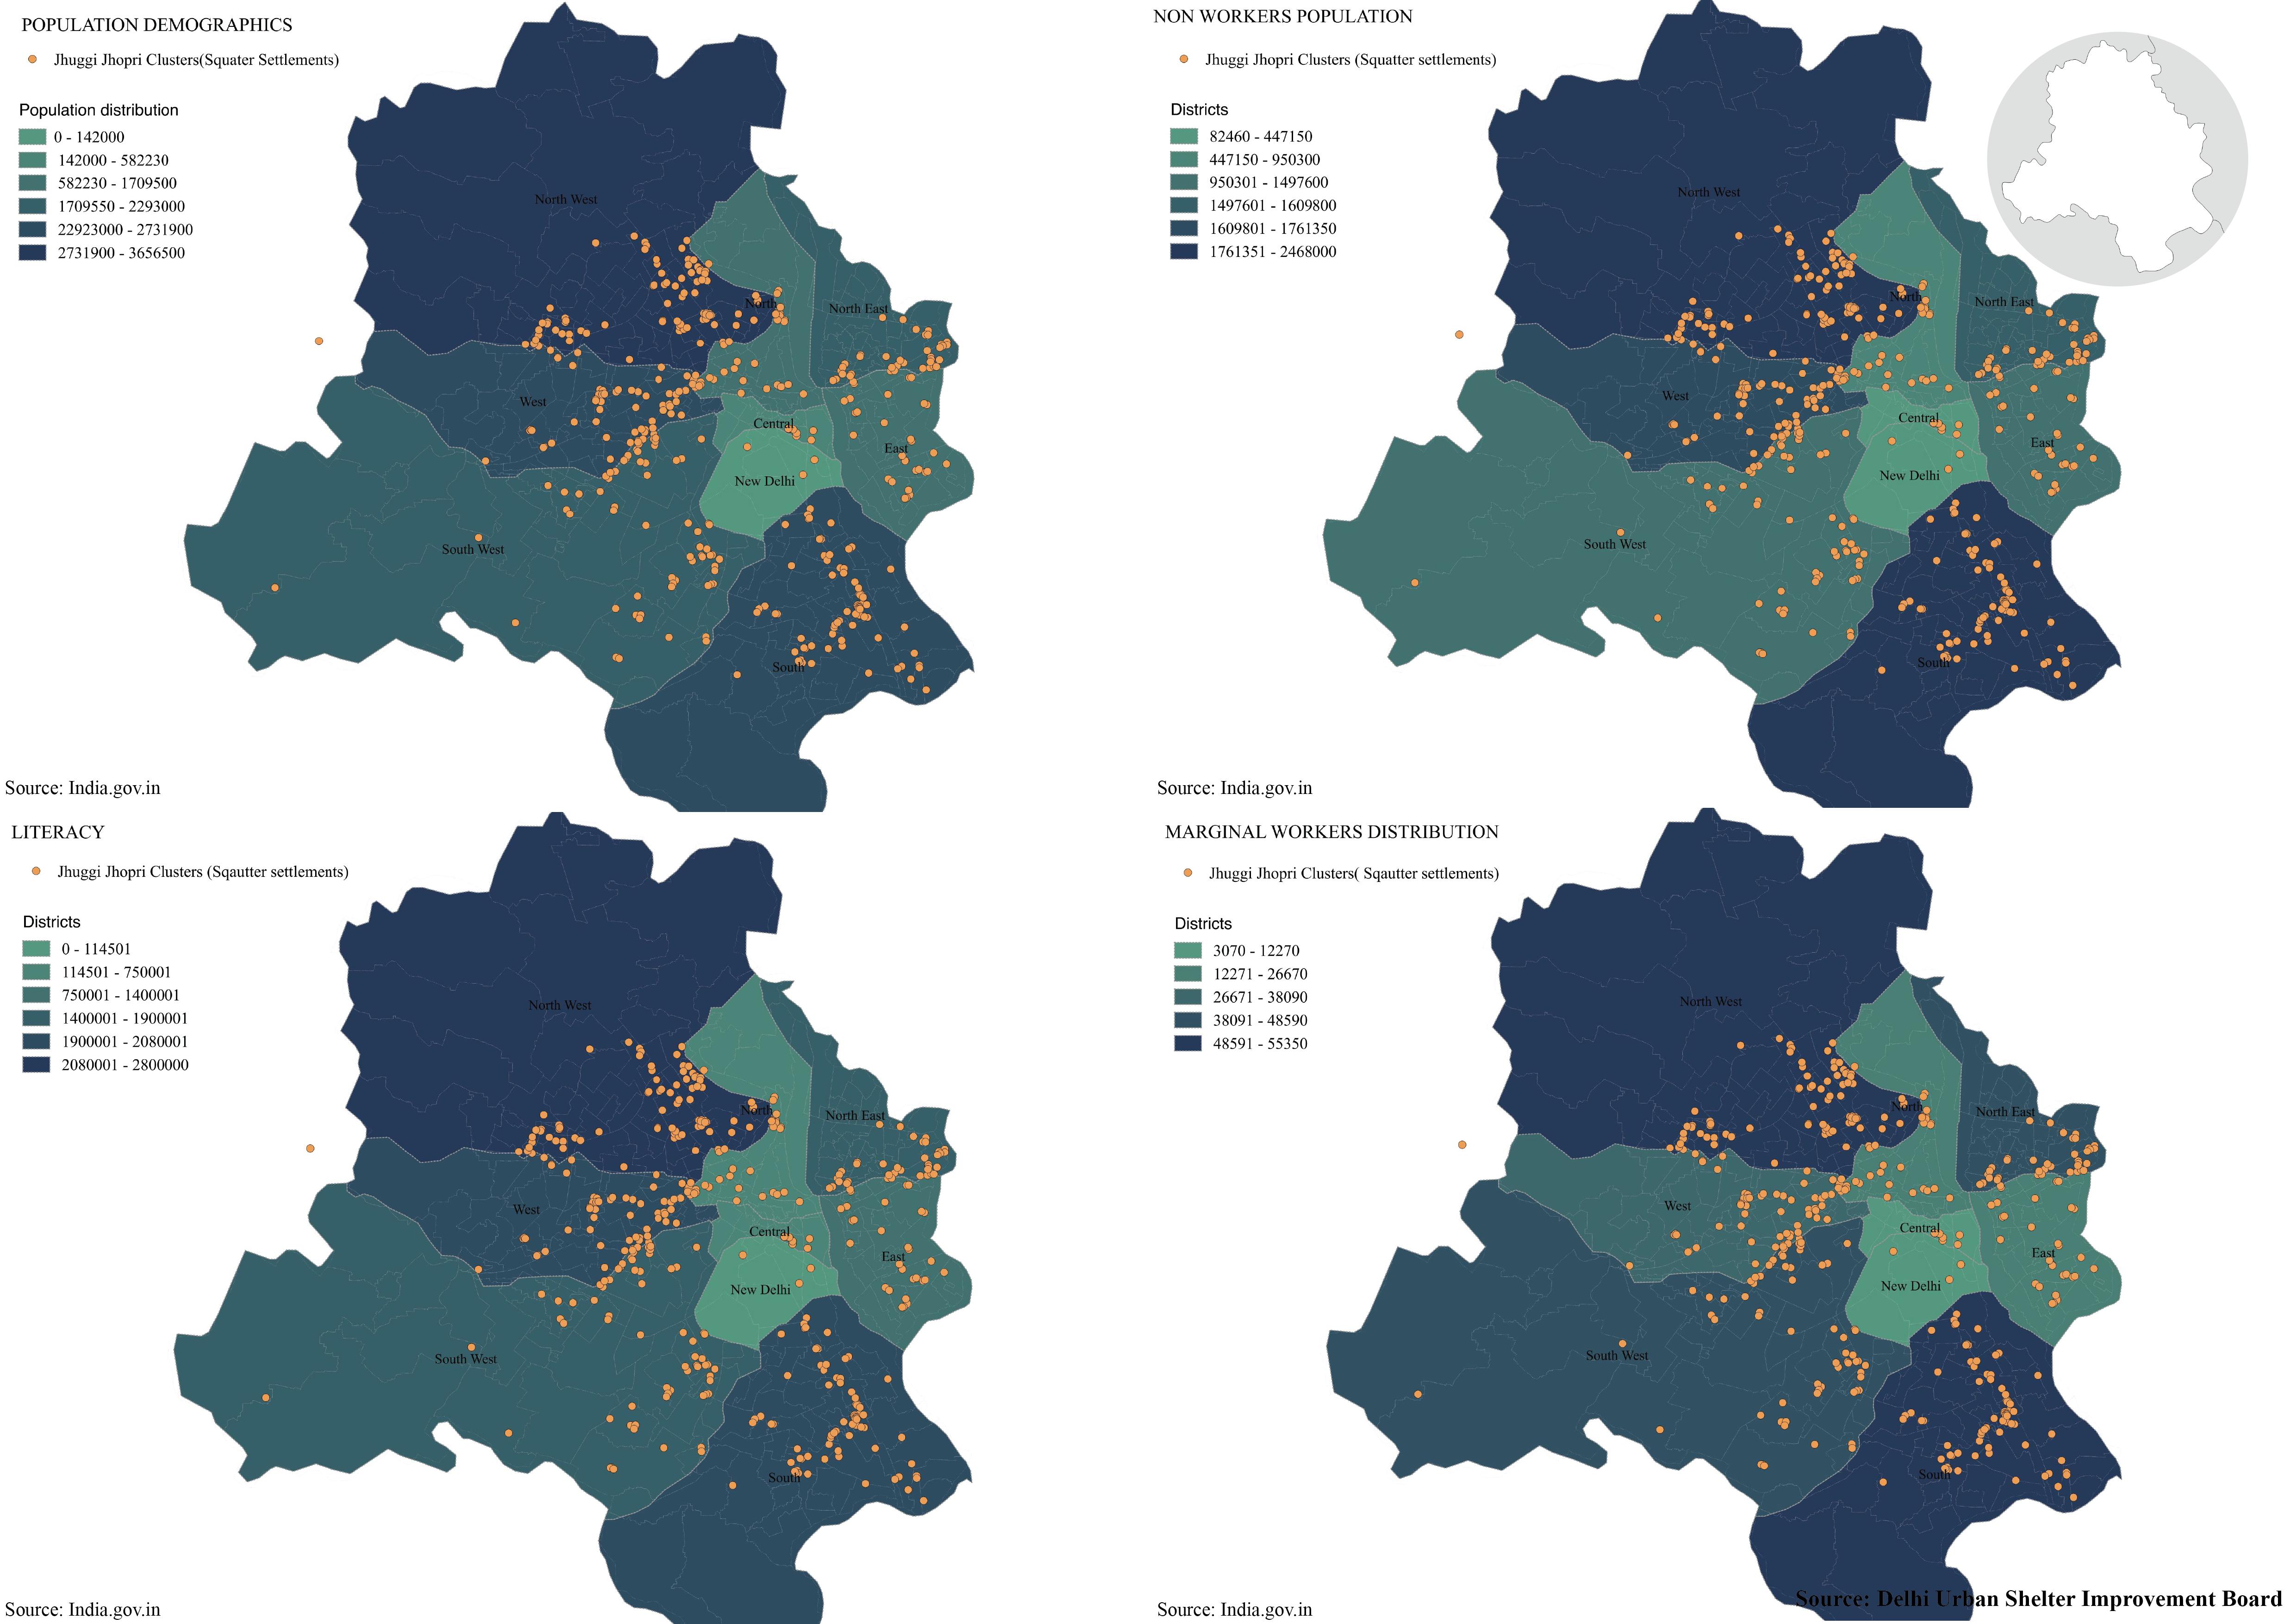 POPULATION DEMOGRAPHICS
Jhuggi Jhopri Clusters(Squater Settlements)
Population distribution
0 - 142000
142000 - 582230
582230 - 1709500
1709550 - 2293000
22923000 - 2731900
2731900 - 3656500
North West
North
North East
West
Central
East
New Delhi
South West
South
Source: India.gov.in
NON WORKERS POPULATION
Jhuggi Jhopri Clusters (Squatter settlements)
Districts
82460 - 447150
447150 - 950300
950301 - 1497600
1497601 - 1609800
1609801 - 1761350
1761351 - 2468000
North West
North
North East
West
Central
East
New Delhi
South West
South
Source: India.gov.in
LITERACY
Jhuggi Jhopri Clusters (Sqautter settlements)
Districts
0 - 114501
114501 - 750001
750001 - 1400001
1400001 - 1900001
1900001 - 2080001
2080001 - 2800000
North West
North
North East
West
Central
East
New Delhi
South West
South
Source: India.gov.in
MARGINAL WORKERS DISTRIBUTION
Jhuggi Jhopri Clusters( Sqautter settlements)
Districts
3070 - 12270
12271 - 26670
26671 - 38090
38091 - 48590
48591 - 55350
North West
North
North East
West
Central
East
New Delhi
South West
South
Source: India.gov.in
Source: Delhi Urban Shelter Improvement Board